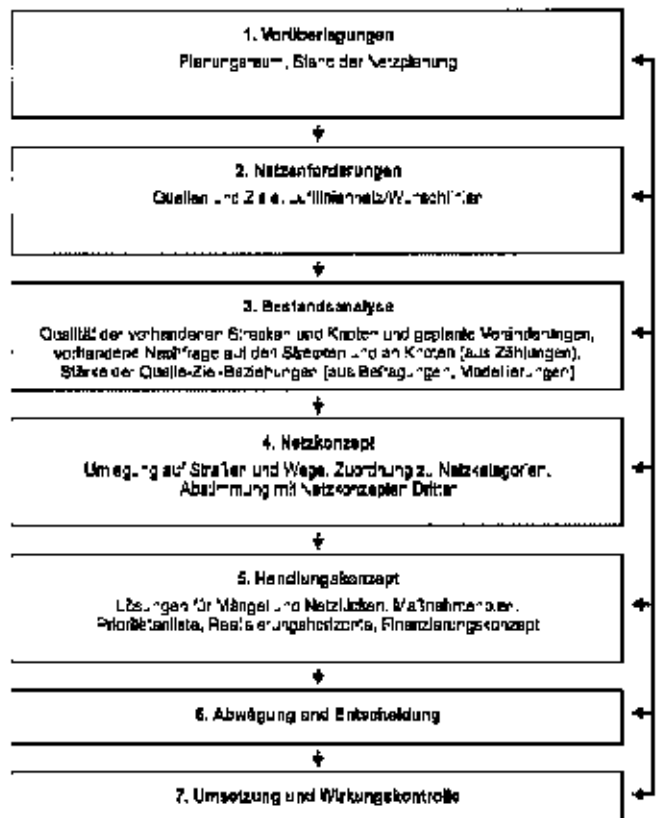 1. Vorüberlagungen
Planungsraum, Stand der Netzplanung
2. Netzanforderungen
Quellen und Ziele, Luftliniennetz/Wunschlinien
3. Bestandsanalyse
Qualität der vorhandenen Strecken und Knoten und geplante Veränderungen,
vorhandene Nachfrage auf den Strecken und an Knoten (aus Zählungen),
Stärke der Quelle-Ziel-Beziehungen (aus Befragungen, Modellierungen)
4. Netzkonzept
Umlegung auf Straßen und Wege, Zuordnung zu Netzkategorien,
Abstimmung mit Netzkonzepten Dritter
5. Handlungskonzept
Lösungen für Mängel und Netzlücken, Maßnahmenplan,
Prioritätenliste, Realisierungshorizonte, Finanzierungskonzept
6. Abwägung und Entscheidung
7. Umsetzung und Wirkungskontrolle